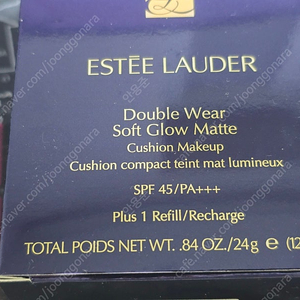 ESTĒE LAUDER
Double Wear
Soft Glow Matte
Cushion Makeup
Cushion compact teint mat lumineux
SPF 45/PA+++
Plus 1 Refill/Recharge
TOTAL POIDS NET WT. .84 OZ./24g e (12